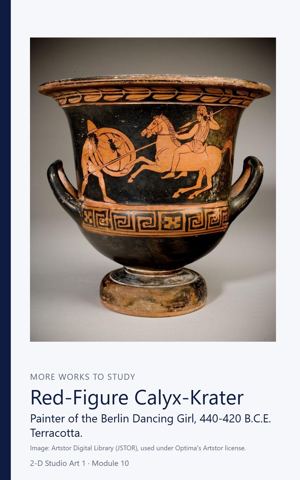 MORE WORKS TO STUDY
Red-Figure Calyx-Krater
Painter of the Berlin Dancing Girl, 440-420 B.C.E.
Terracotta.
Image: Artstor Digital Library (JSTOR), used under Optima's Artstor license.
2-D Studio Art 1 · Module 10